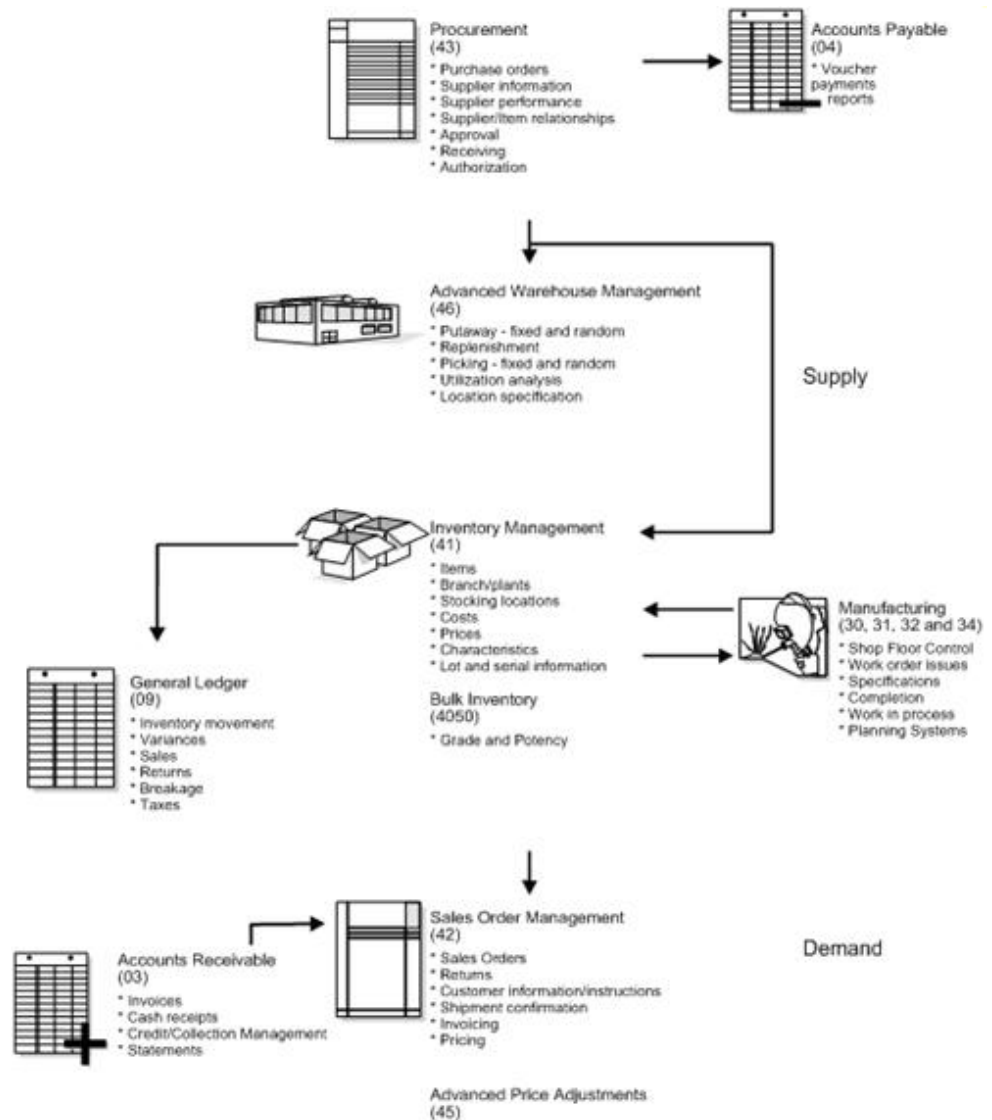 Procurement
(43)
* Purchase orders
* Supplier information
* Supplier performance
* Supplier/Item relationships
* Approval
* Receiving
* Authorization
Accounts Payable
(04)
* Voucher
payments
reports
Advanced Warehouse Management
(46)
* Putaway - fixed and random
* Replenishment
* Picking - fixed and random
* Utilization analysis
* Location specification
Supply
Inventory Management
(41)
* Items
* Branch/plants
* Stocking locations
* Costs
* Prices
* Characteristics
* Lot and serial information
Bulk Inventory
(4050)
* Grade and Potency
Manufacturing
(30, 31, 32 and 34)
* Shop Floor Control
* Work order issues
* Specifications
* Completion
* Work in process
* Planning Systems
General Ledger
(09)
* Inventory movement
* Variances
* Sales
* Returns
* Breakage
* Taxes
Sales Order Management
(42)
* Sales Orders
* Returns
* Customer information/instructions
* Shipment confirmation
* Invoicing
* Pricing
Demand
Accounts Receivable
(03)
* Invoices
* Cash receipts
* Credit/Collection Management
* Statements
Advanced Price Adjustments
(45)